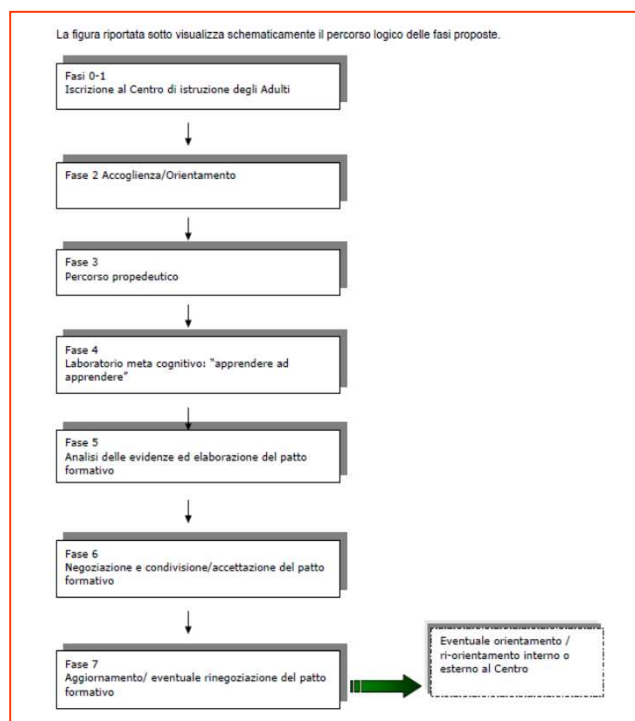 La figura riportata sotto visualizza schematicamente il percorso logico delle fasi proposte.
Fasi 0-1
Iscrizione al Centro di istruzione degli Adulti
Fase 2 Accoglienza/Orientamento
Fase 3
Percorso propedeutico
Fase 4
Laboratorio meta cognitivo: "apprendere ad
apprendere"
Fase 5
Analisi delle evidenze ed elaborazione del patto
formativo
Fase 6
Negoziazione e condivisione/accettazione del patto
formativo
Fase 7
Aggiornamento/ eventuale rinegoziazione del patto
formativo
Eventuale orientamento /
ri-orientamento interno o
esterno al Centro